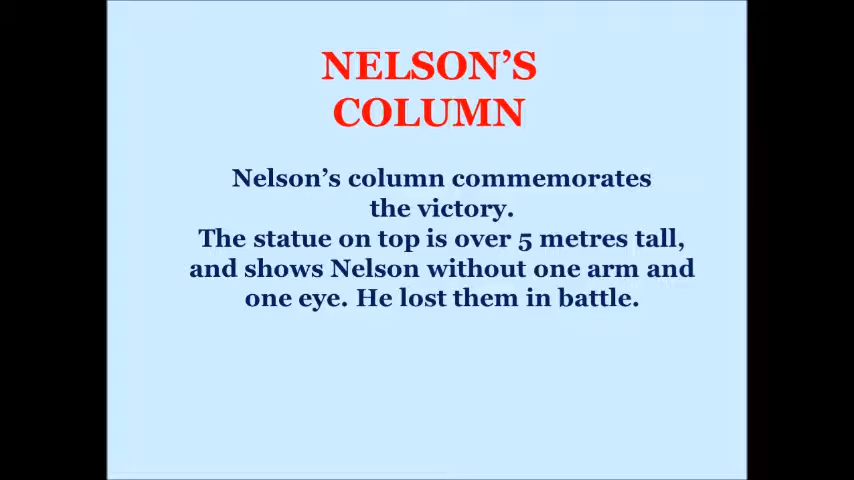 NELSON’S
COLUMN
Nelson’s column commemorates
the victory.
The statue on top is over 5 metres tall,
and shows Nelson without one arm and
one eye. He lost them in battle.